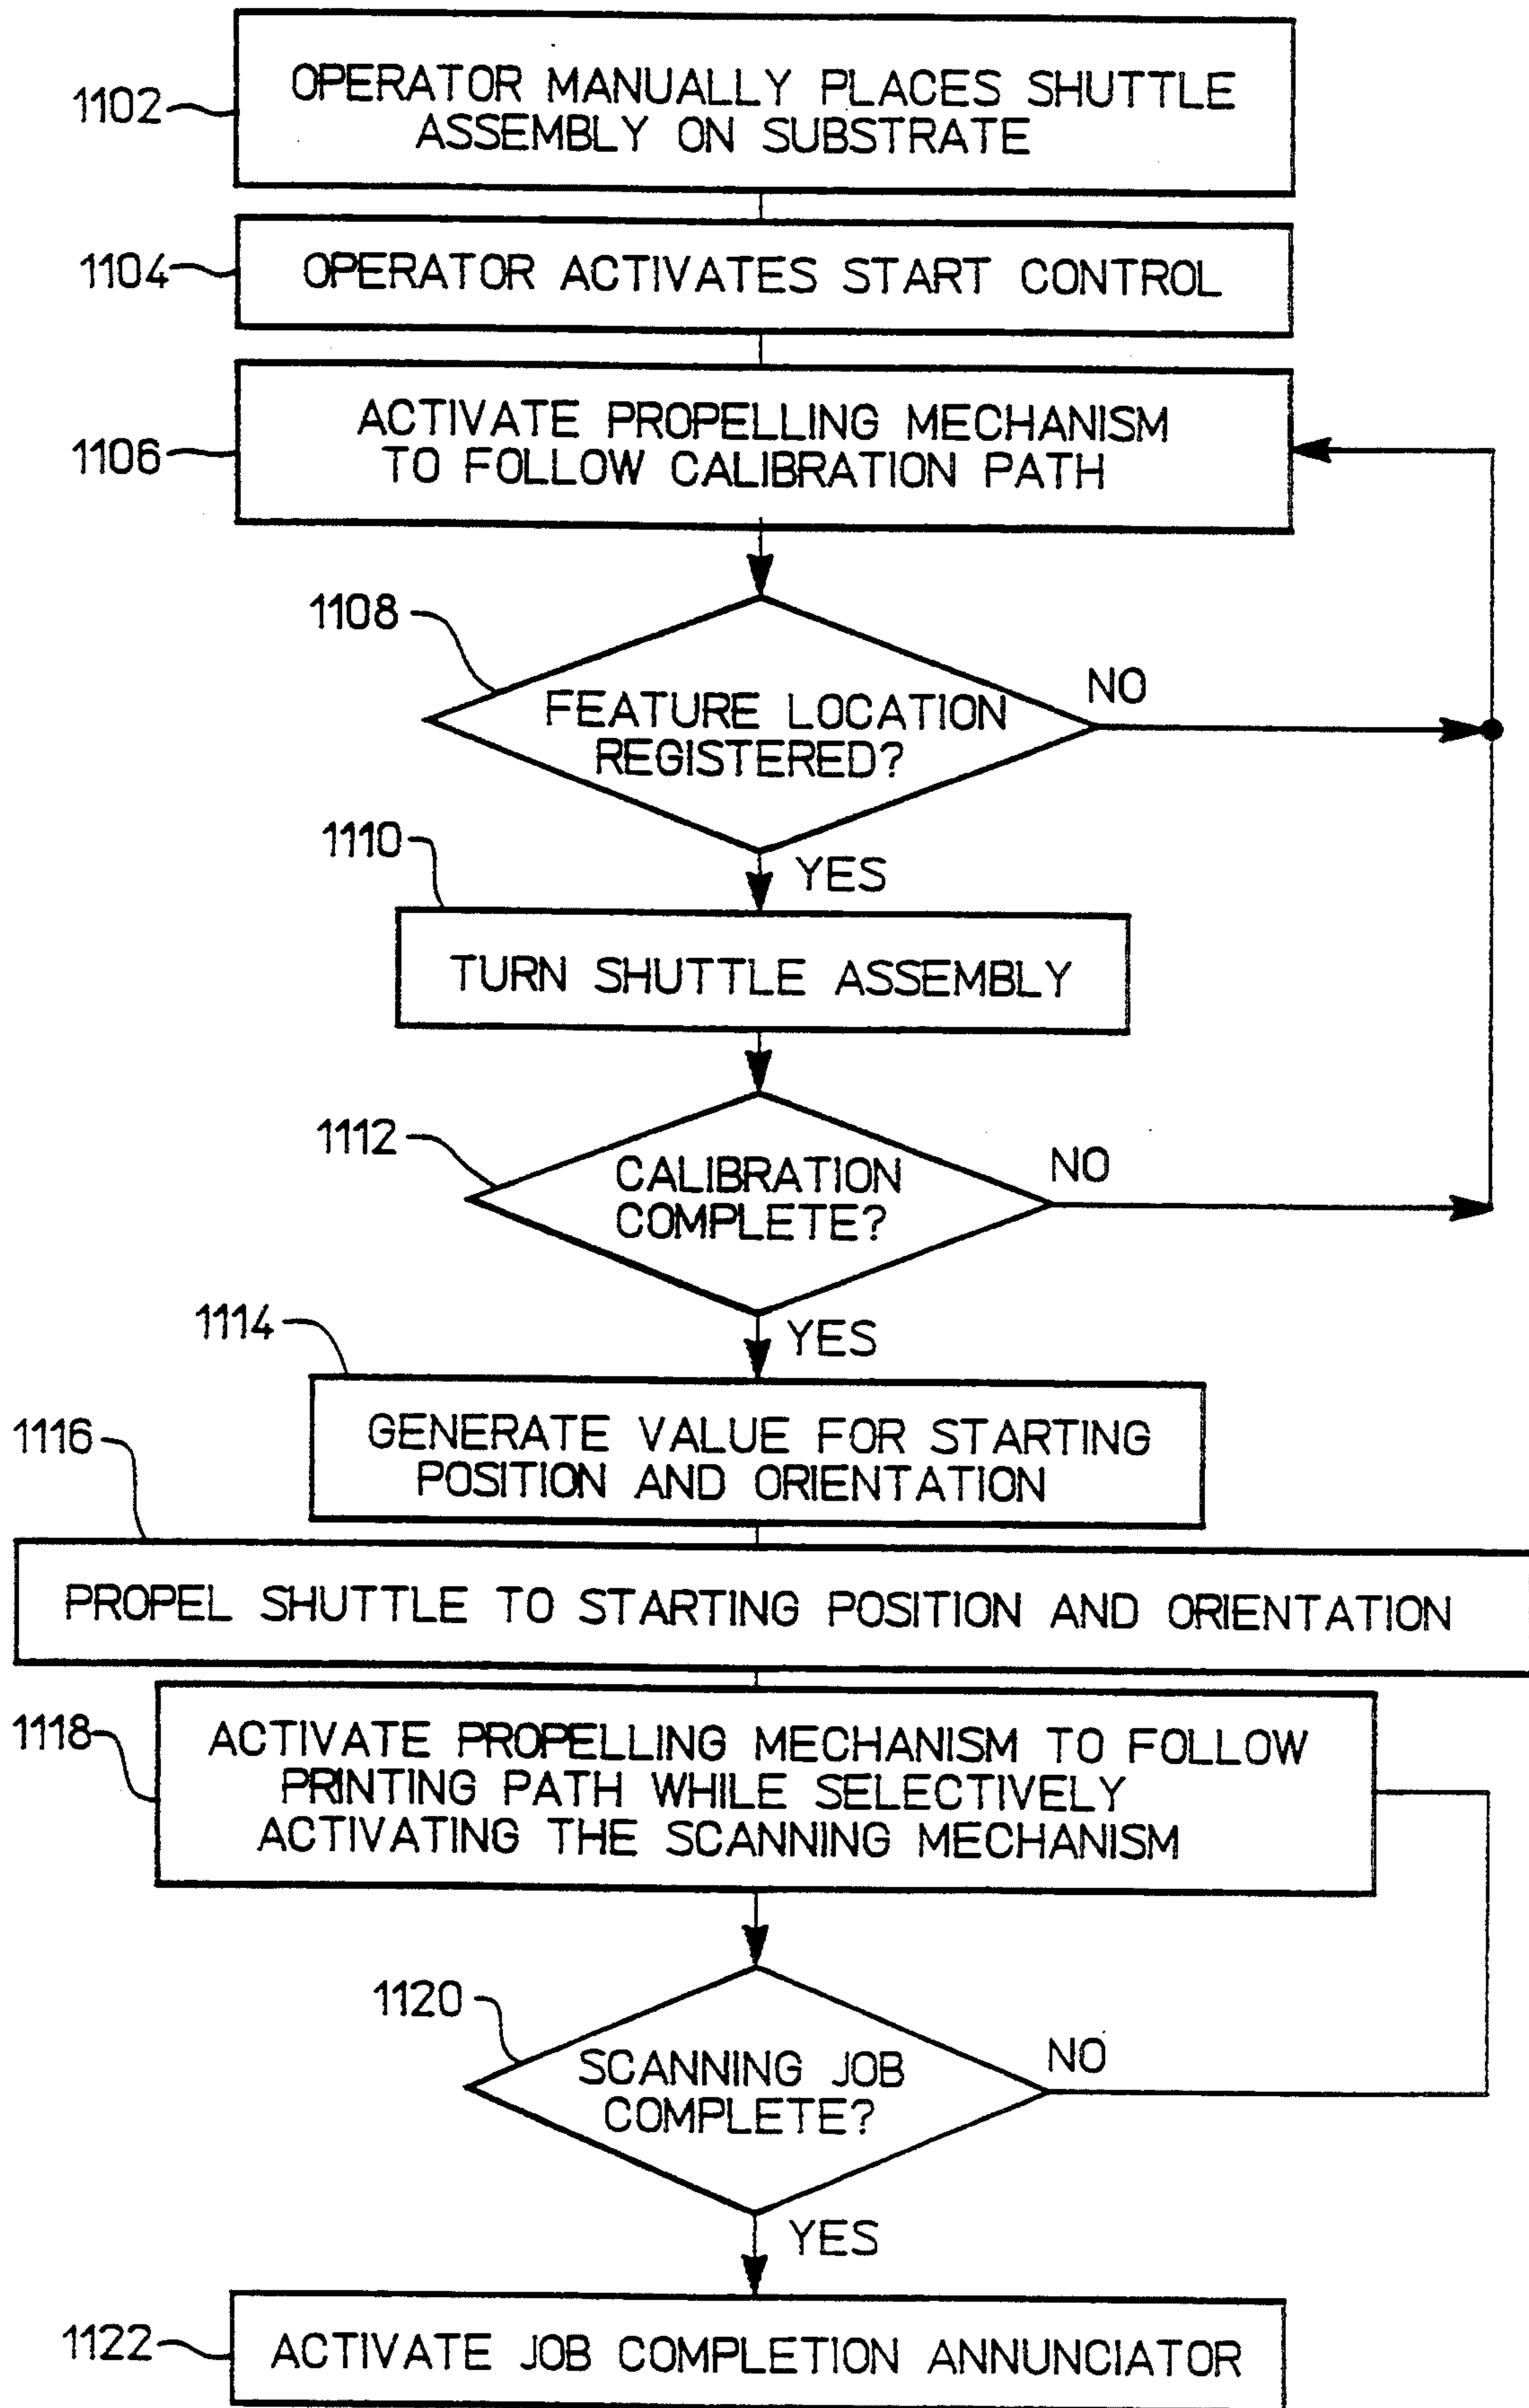 1102
OPERATOR MANUALLY PLACES SHUTTLE
ASSEMBLY ON SUBSTRATE
1104
OPERATOR ACTIVATES START CONTROL
1106
ACTIVATE PROPELLING MECHANISM
TO FOLLOW CALIBRATION PATH
1108
FEATURE LOCATION
REGISTERED?
NO
YES
1110
TURN SHUTTLE ASSEMBLY
1112
CALIBRATION
COMPLETE?
NO
YES
1114
GENERATE VALUE FOR STARTING
POSITION AND ORIENTATION
1116
PROPEL SHUTTLE TO STARTING POSITION AND ORIENTATION
1118
ACTIVATE PROPELLING MECHANISM TO FOLLOW
PRINTING PATH WHILE SELECTIVELY
ACTIVATING THE SCANNING MECHANISM
1120
SCANNING JOB
COMPLETE?
NO
YES
1122
ACTIVATE JOB COMPLETION ANNUNCIATOR